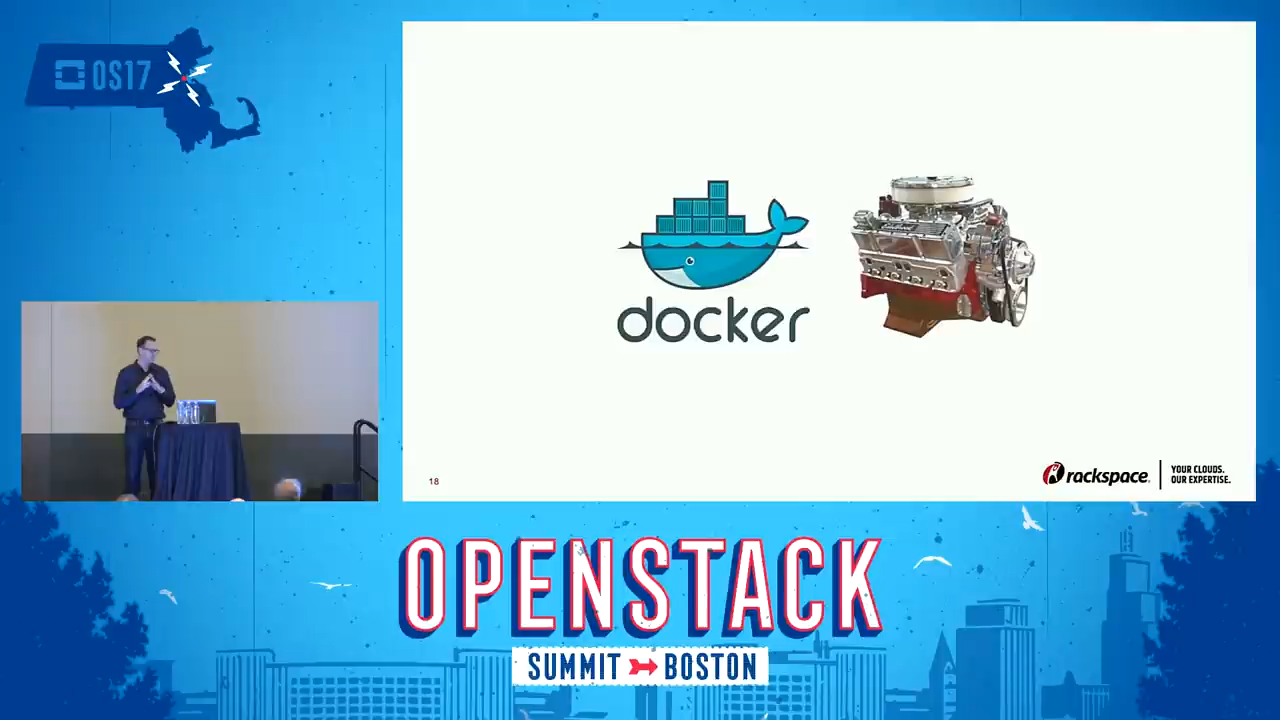 OS17
docker
18
rackspace
YOUR CLOUDS.
OUR EXPERTISE.
OPENSTACK
SUMMIT BOSTON